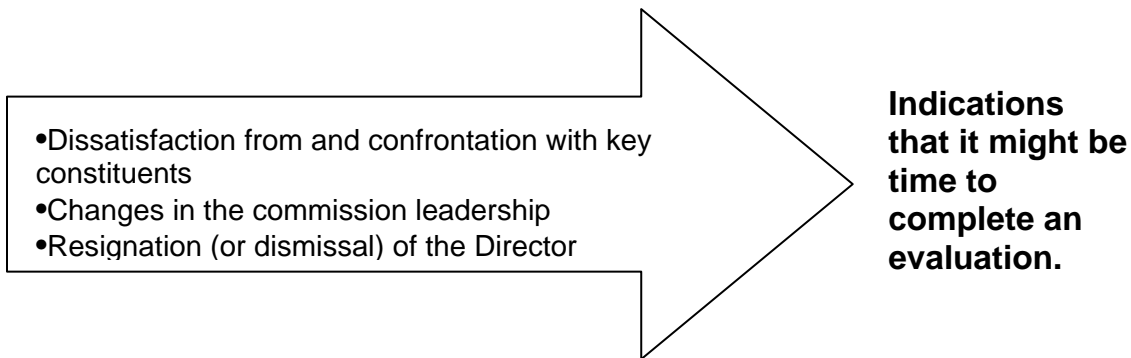 •Dissatisfaction from and confrontation with key
constituents
•Changes in the commission leadership
•Resignation (or dismissal) of the Director
Indications
that it might be
time to
complete an
evaluation.